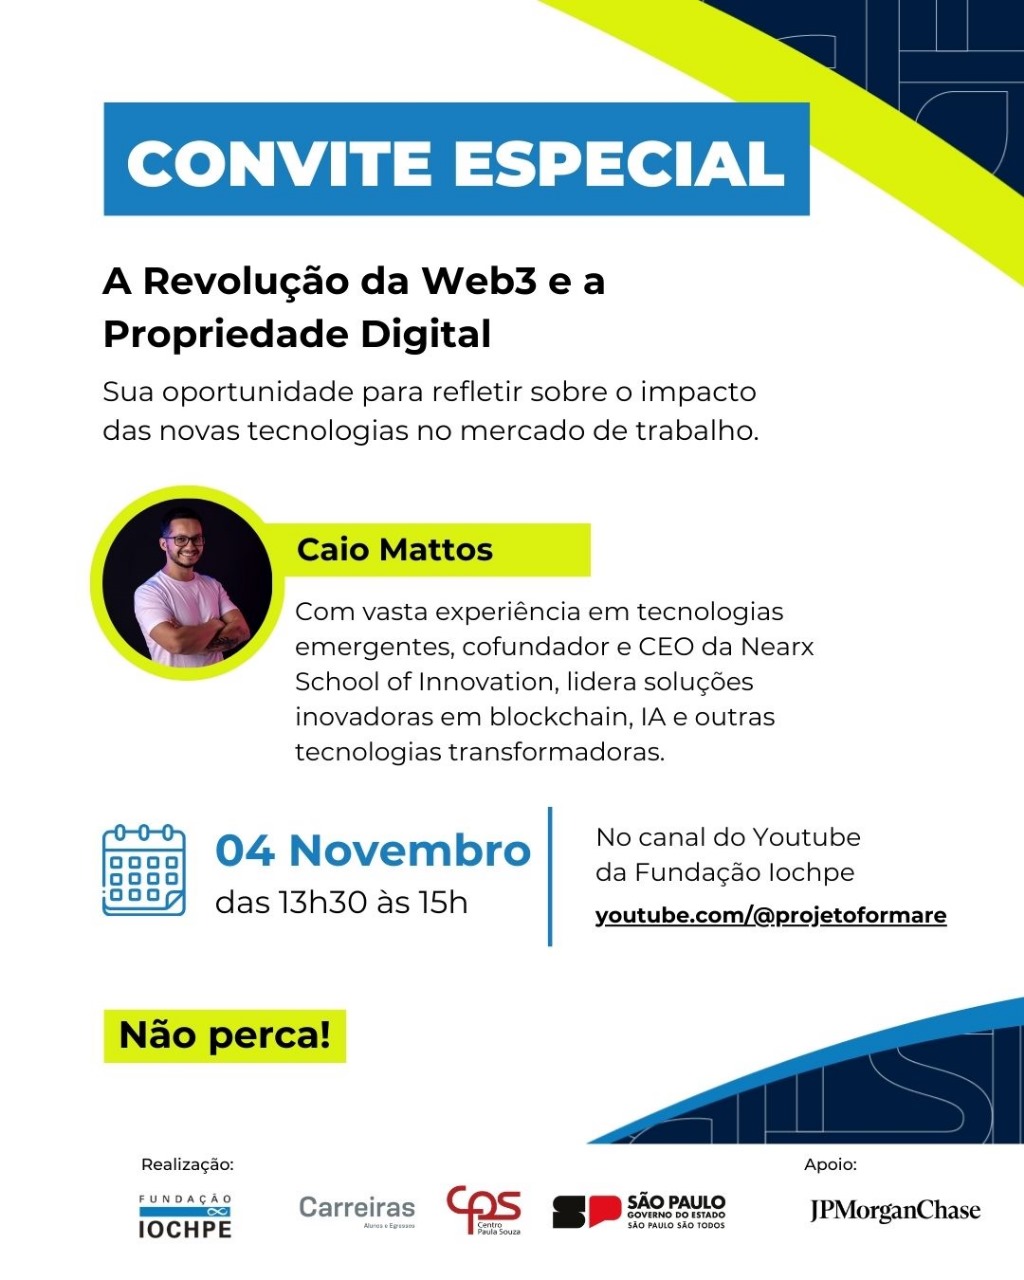 CONVITE ESPECIAL
A Revolução da Web3 e a
Propriedade Digital
Sua oportunidade para refletir sobre o impacto
das novas tecnologias no mercado de trabalho.
Caio Mattos
Com vasta experiência em tecnologias
emergentes, cofundador e CEO da Nearx
School of Innovation, lidera soluções
inovadoras em blockchain, IA e outras
tecnologias transformadoras.
04 Novembro
das 13h30 às 15h
No canal do Youtube
da Fundação Iochpe
youtube.com/@projetoformare
Não perca!
Realização:
Apoio:
FUNDAÇÃO
IOCHPE
Carreiras
Alunos e Egressos
CPS
Centro
Paula Souza
SP
SÃO PAULO
GOVERNO DO ESTADO
SÃO PAULO SÃO TODOS
JPMorganChase